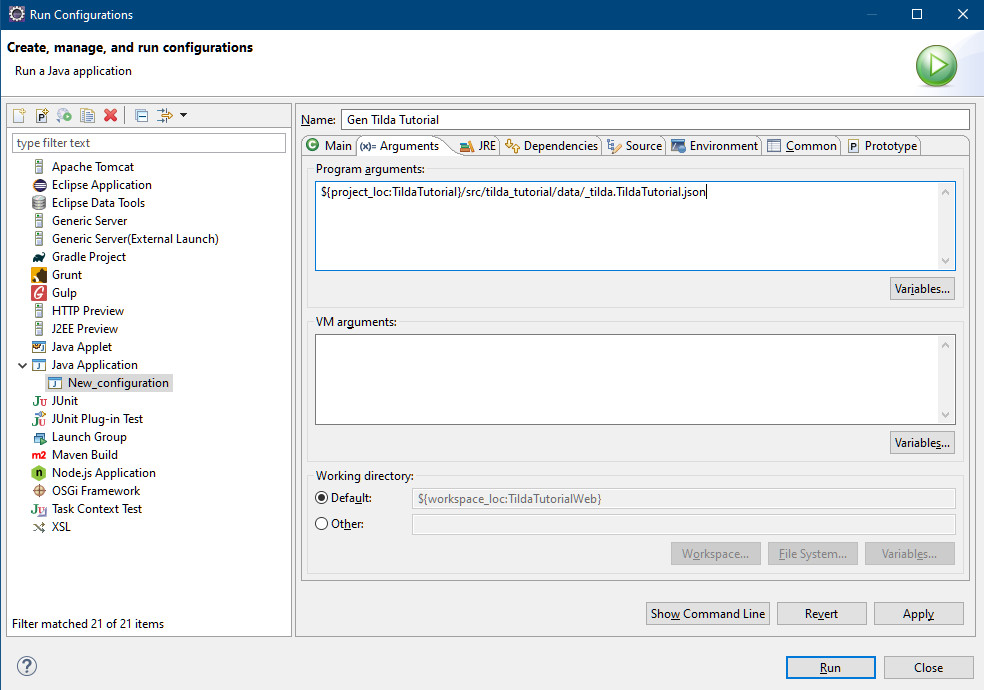 Run Configurations
Create, manage, and run configurations
Run a Java application
type filter text
Apache Tomcat
Eclipse Application
Eclipse Data Tools
Generic Server
Generic Server(External Launch)
Gradle Project
Grunt
Gulp
HTTP Preview
J2EE Preview
Java Applet
Java Application
New_configuration
JUnit
JUnit Plug-in Test
Launch Group
Maven Build
Node.js Application
OSGi Framework
Task Context Test
XSL
Filter matched 21 of 21 items
Name: Gen Tilda Tutorial
Main (x)= Arguments JRE Dependencies Source Environment Common Prototype
Program arguments:
${project_loc:TildaTutorial}/src/tilda_tutorial/data/_tilda.TildaTutorial.json
Variables...
VM arguments:
Variables...
Working directory:
Default: ${workspace_loc:TildaTutorialWeb}
Other:
Workspace... File System... Variables...
Show Command Line Revert Apply
Run Close